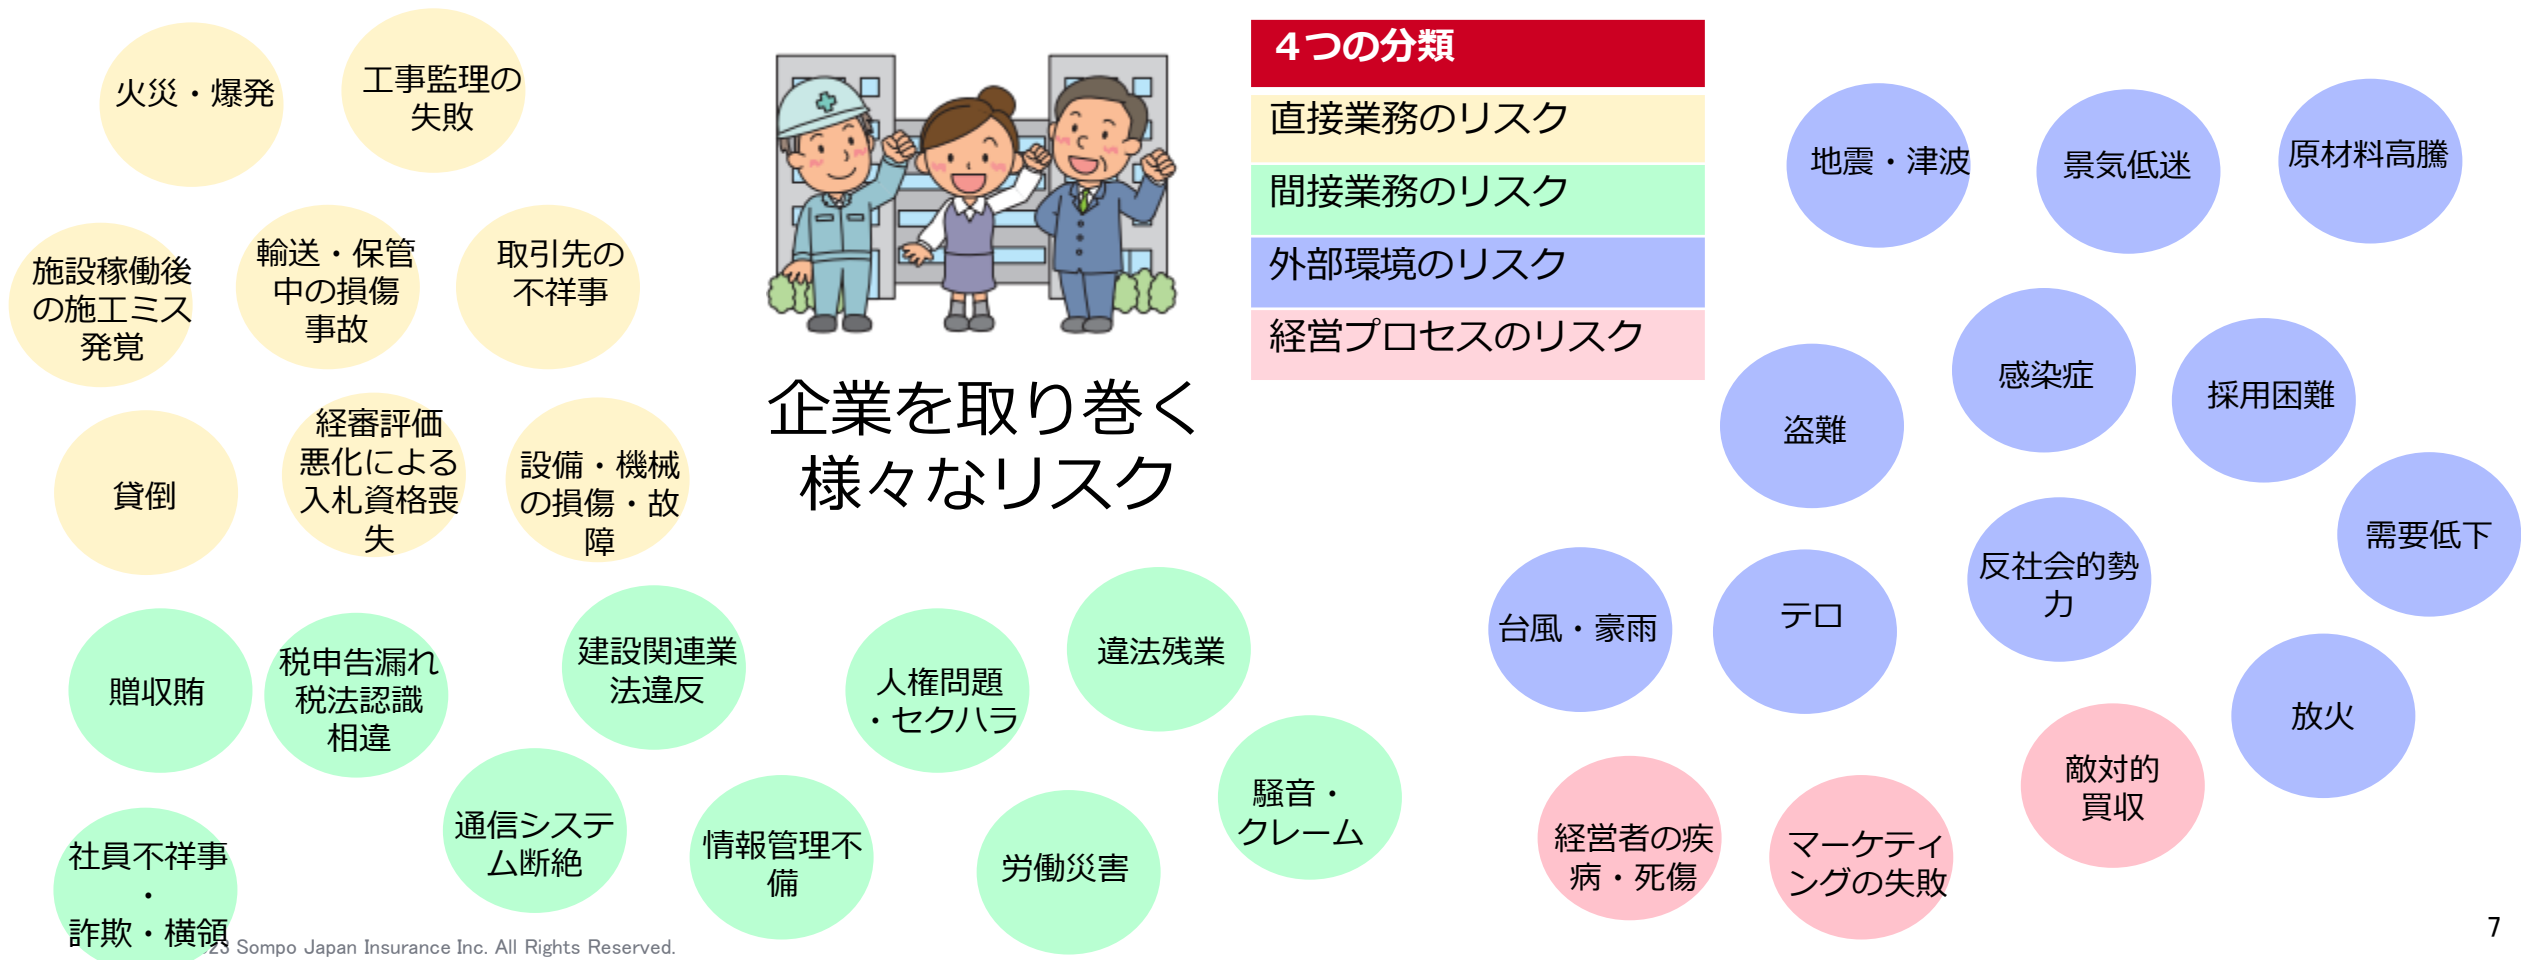 火災・爆発
工事監理の
失敗
施設稼働後
の施工ミス
発覚
輸送・保管
中の損傷
事故
取引先の
不祥事
貸倒
経審評価
悪化による
入札資格喪
失
設備・機械
の損傷・故
障
企業を取り巻く
様々なリスク
4つの分類
直接業務のリスク
間接業務のリスク
外部環境のリスク
経営プロセスのリスク
地震・津波
景気低迷
原材料高騰
盗難
感染症
採用困難
需要低下
台風・豪雨
テロ
反社会的勢
力
放火
贈収賄
税申告漏れ
税法認識
相違
建設関連業
法違反
人権問題
・セクハラ
違法残業
社員不祥事
・
詐欺・横領
通信システ
ム断絶
情報管理不
備
労働災害
騒音・
クレーム
経営者の疾
病・死傷
マーケティ
ングの失敗
敵対的
買収
23 Sompo Japan Insurance Inc. All Rights Reserved.
7